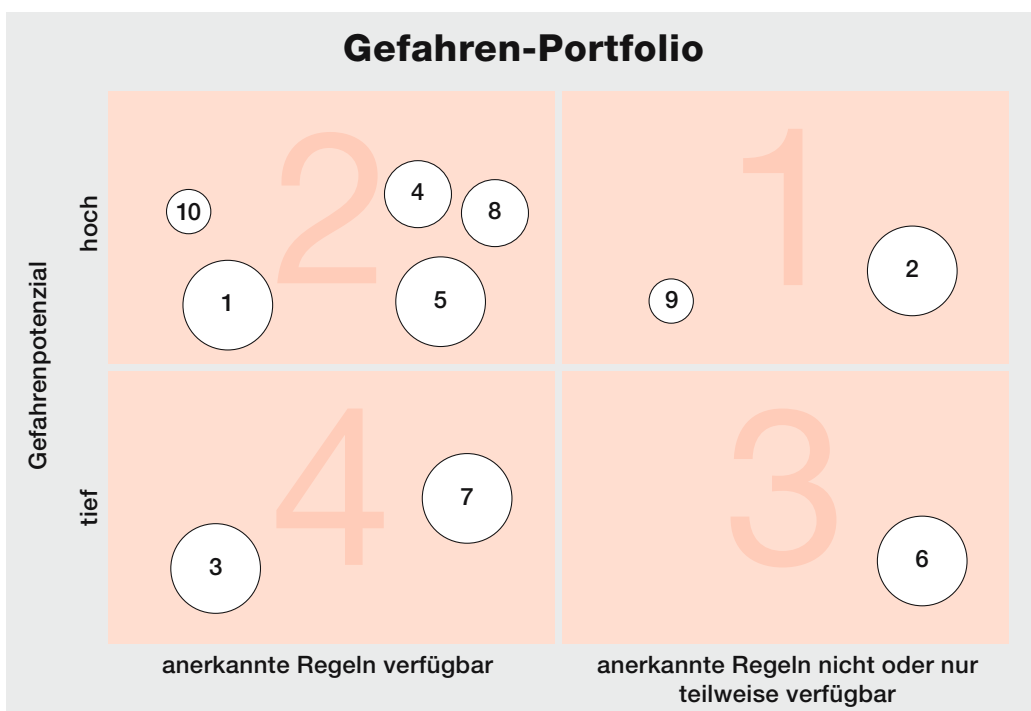 Gefahren-Portfolio
Gefahrenpotenzial
hoch
2
10
4
8
1
5
1
9
2
tief
4
7
3
3
6
anerkannte Regeln verfügbar
anerkannte Regeln nicht oder nur
teilweise verfügbar